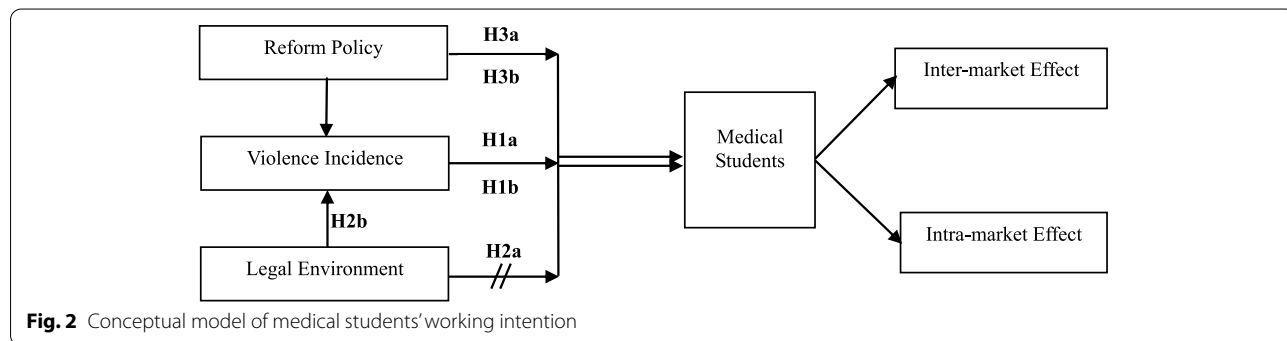 Reform Policy
H3a
H3b
Inter-market Effect
Violence Incidence
H1a
H1b
Medical
Students
H2b
Legal Environment
H2a
Intra-market Effect
Fig. 2 Conceptual model of medical students' working intention